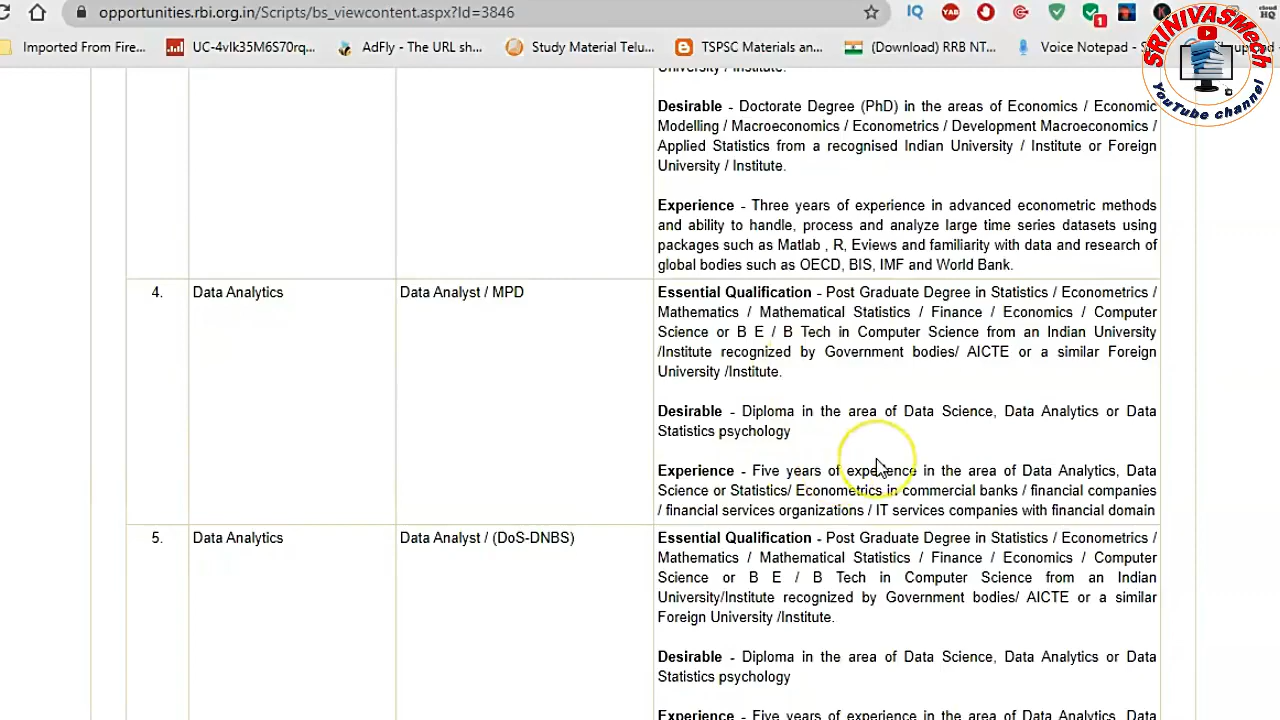 opportunities.rbi.org.in/Scripts/bs_viewcontent.aspx?Id=3846
Imported From Fire... UC-4vlk35M6S70rq... AdFly - The URL sh... Study Material Telu... TSPSC Materials an... (Download) RRB NT... Voice Notepad - Sp
IQ YAB 1 K cloud HQ
SRINIVASMech
YouTube channel
University / Institute.
Desirable - Doctorate Degree (PhD) in the areas of Economics / Economic
Modelling / Macroeconomics / Econometrics / Development Macroeconomics /
Applied Statistics from a recognised Indian University / Institute or Foreign
University / Institute.
Experience - Three years of experience in advanced econometric methods
and ability to handle, process and analyze large time series datasets using
packages such as Matlab , R, Eviews and familiarity with data and research of
global bodies such as OECD, BIS, IMF and World Bank.
4. Data Analytics Data Analyst / MPD Essential Qualification - Post Graduate Degree in Statistics / Econometrics /
Mathematics / Mathematical Statistics / Finance / Economics / Computer
Science or B E / B Tech in Computer Science from an Indian University
/Institute recognized by Government bodies/ AICTE or a similar Foreign
University /Institute.
Desirable - Diploma in the area of Data Science, Data Analytics or Data
Statistics psychology
Experience - Five years of experience in the area of Data Analytics, Data
Science or Statistics/ Econometrics in commercial banks / financial companies
/ financial services organizations / IT services companies with financial domain
5. Data Analytics Data Analyst / (DoS-DNBS) Essential Qualification - Post Graduate Degree in Statistics / Econometrics /
Mathematics / Mathematical Statistics / Finance / Economics / Computer
Science or B E / B Tech in Computer Science from an Indian
University/Institute recognized by Government bodies/ AICTE or a similar
Foreign University /Institute.
Desirable - Diploma in the area of Data Science, Data Analytics or Data
Statistics psychology
Experience - Five years of experience in the area of Data Analytics, Data